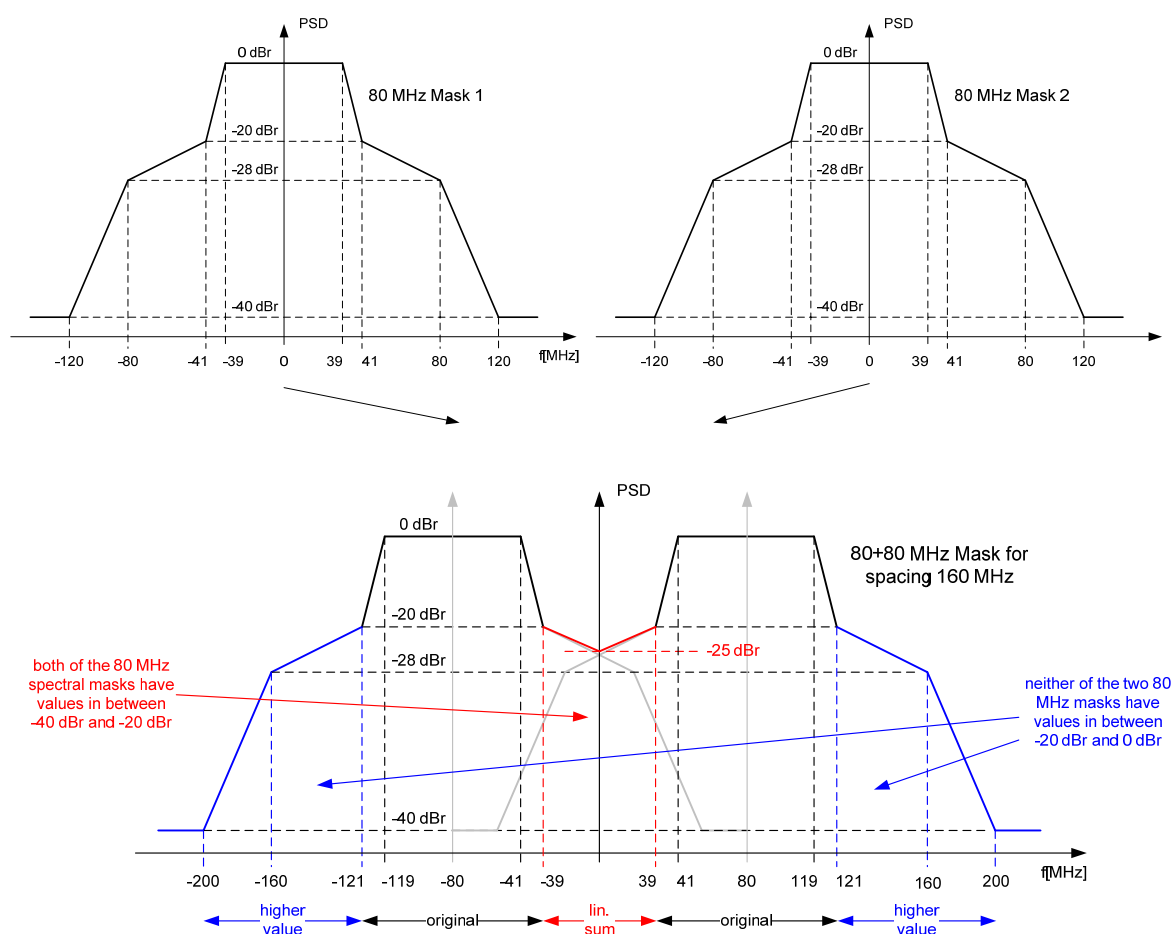 PSD
0 dBr
80 MHz Mask 1
-20 dBr
-28 dBr
-40 dBr
-120
-80
-41
-39
0
39
41
80
120
f[MHz]
PSD
0 dBr
80 MHz Mask 2
-20 dBr
-28 dBr
-40 dBr
-120
-80
-41
-39
0
39
41
80
120
PSD
0 dBr
80+80 MHz Mask for
spacing 160 MHz
-20 dBr
-25 dBr
-28 dBr
both of the 80 MHz
spectral masks have
values in between
-40 dBr and -20 dBr
neither of the two 80
MHz masks have
values in between
-20 dBr and 0 dBr
-40 dBr
-200
-160
-121
-119
-80
-41
-39
39
41
80
119
121
160
200
f[MHz]
higher
value
original
lin.
sum
original
higher
value